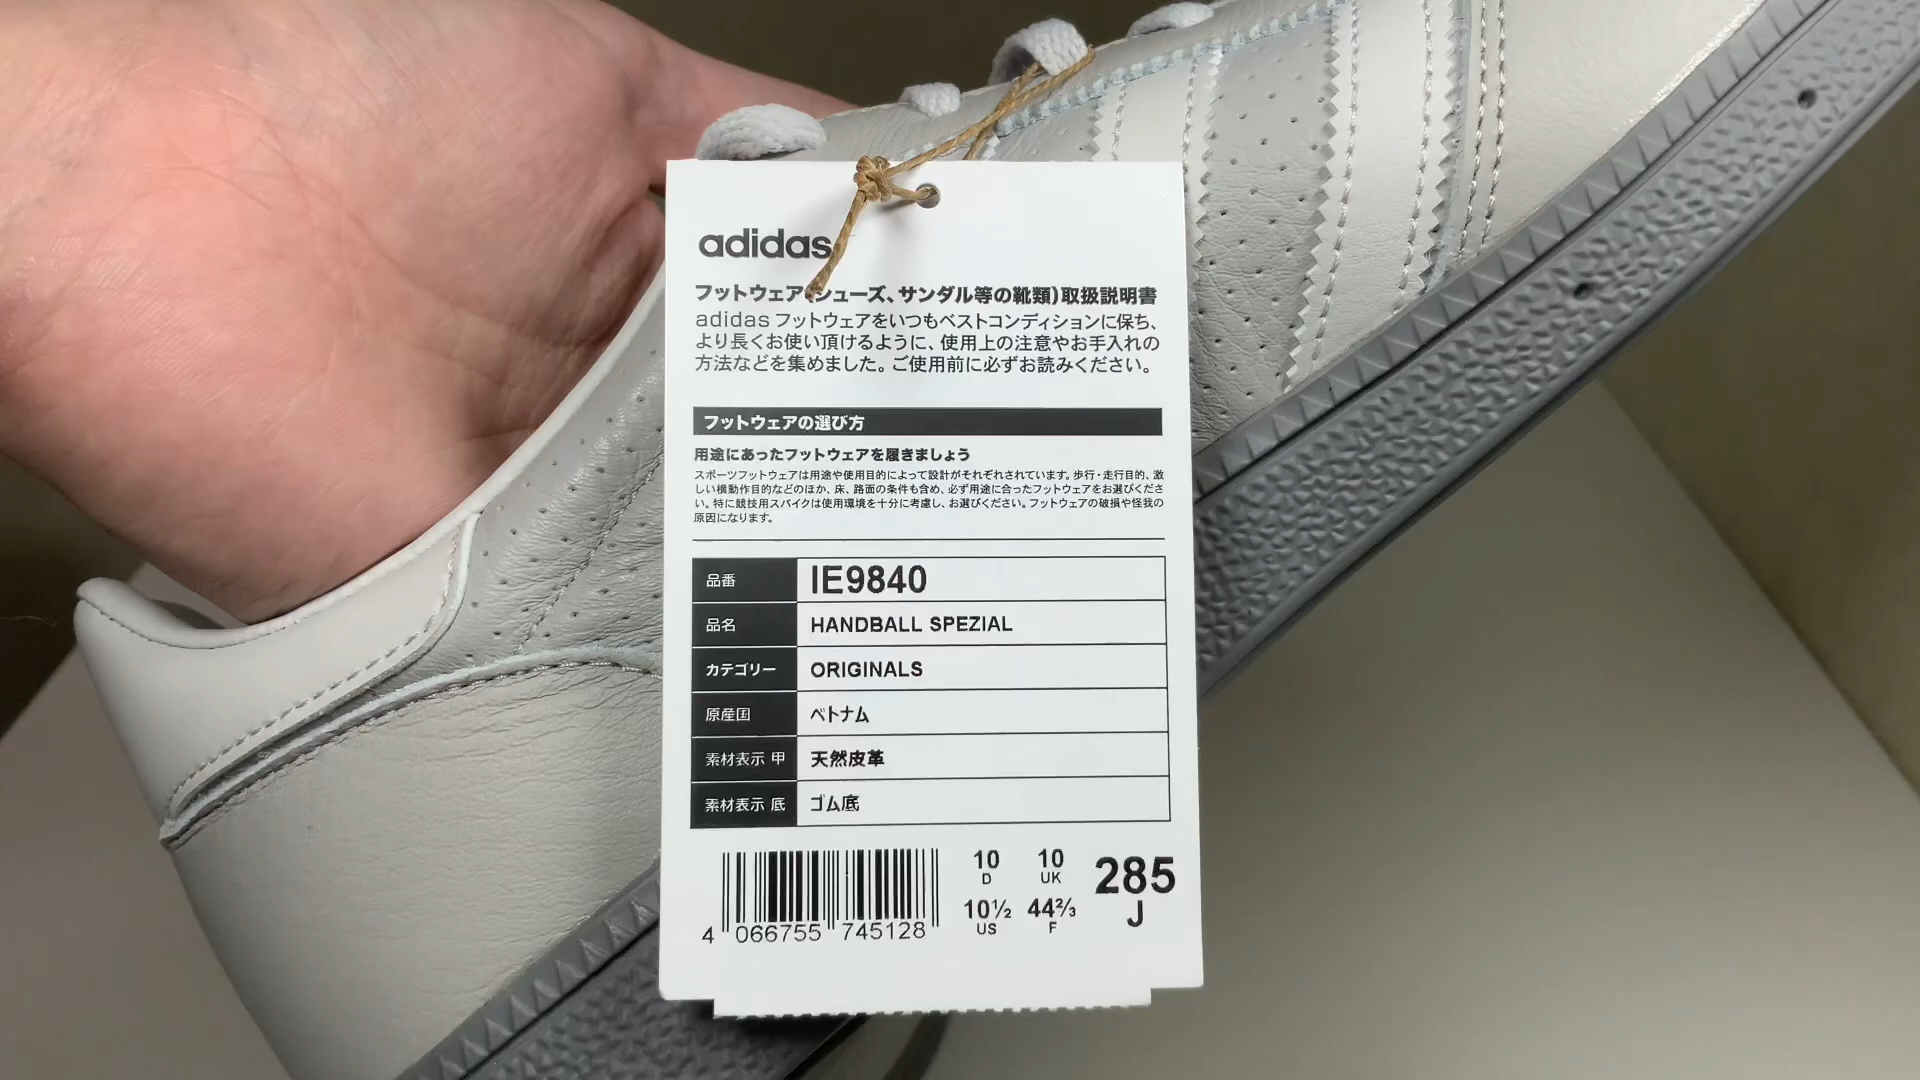 adidas
フットウェア(シューズ、サンダル等の靴類)取扱説明書
adidas フットウェアをいつもベストコンディションに保ち、
より長くお使い頂けるように、使用上の注意やお手入れの
方法などを集めました。ご使用前に必ずお読みください。
フットウェアの選び方
用途にあったフットウェアを履きましょう
スポーツフットウェアは用途や使用目的によって設計がそれぞれされています。歩行・走行目的、激
しい横動作目的などのほか、床、路面の条件も含め、必ず用途に合ったフットウェアをお選びくださ
い。特に競技用スパイクは使用環境を十分に考慮し、お選びください。フットウェアの破損や怪我の
原因になります。
品番 IE9840
品名 HANDBALL SPEZIAL
カテゴリー ORIGINALS
原産国 ベトナム
素材表示 甲 天然皮革
素材表示 底 ゴム底
10 10 285
D UK
10½ 44⅔ J
US F
4 066755 745128